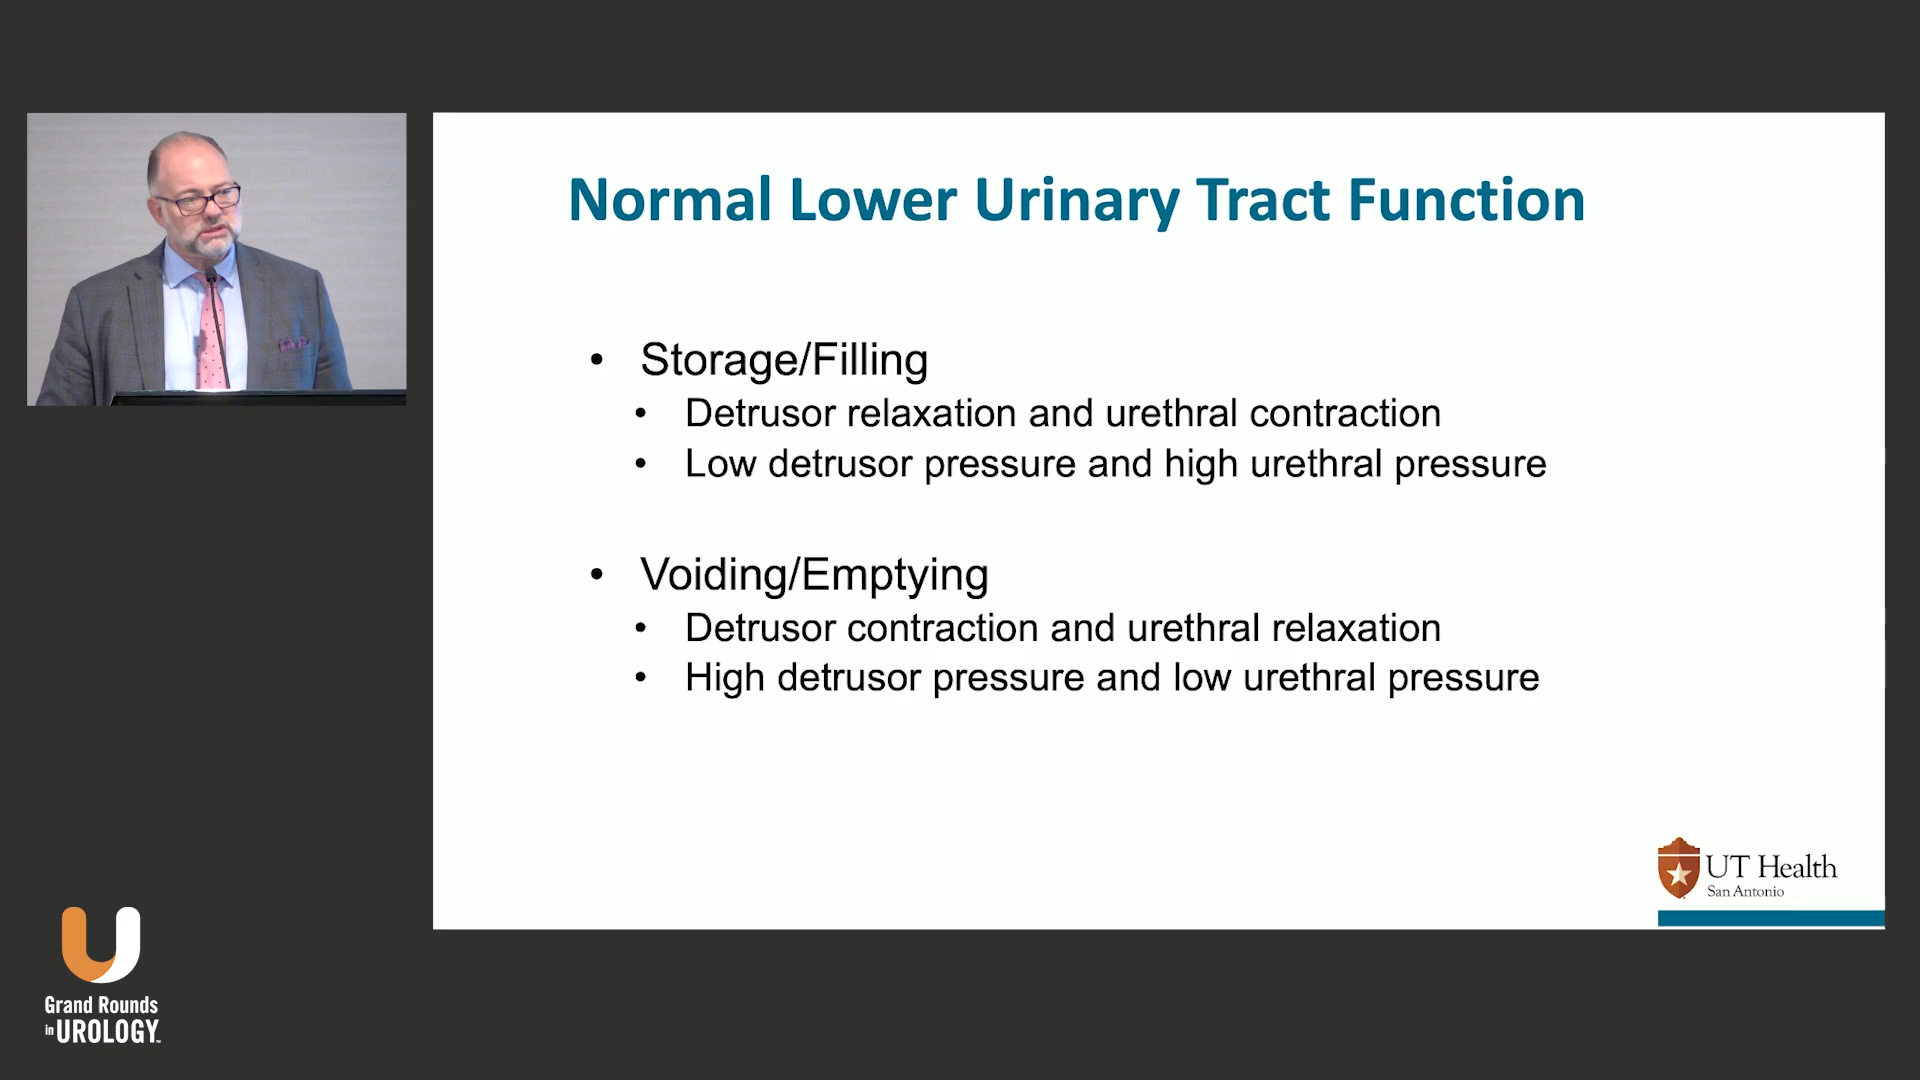 Normal Lower Urinary Tract Function
• Storage/Filling
• Detrusor relaxation and urethral contraction
• Low detrusor pressure and high urethral pressure
• Voiding/Emptying
• Detrusor contraction and urethral relaxation
• High detrusor pressure and low urethral pressure
UT Health
San Antonio
Grand Rounds
in UROLOGY™